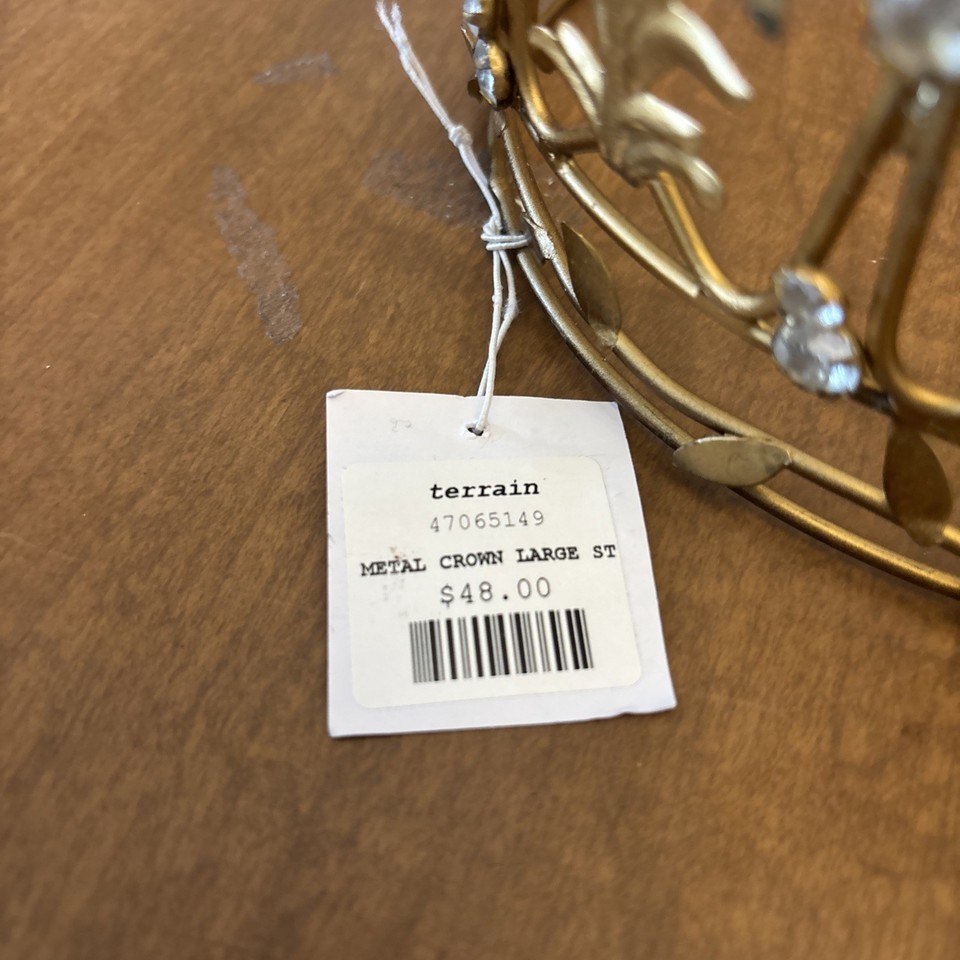 terrain
47065149
METAL CROWN LARGE ST
$48.00